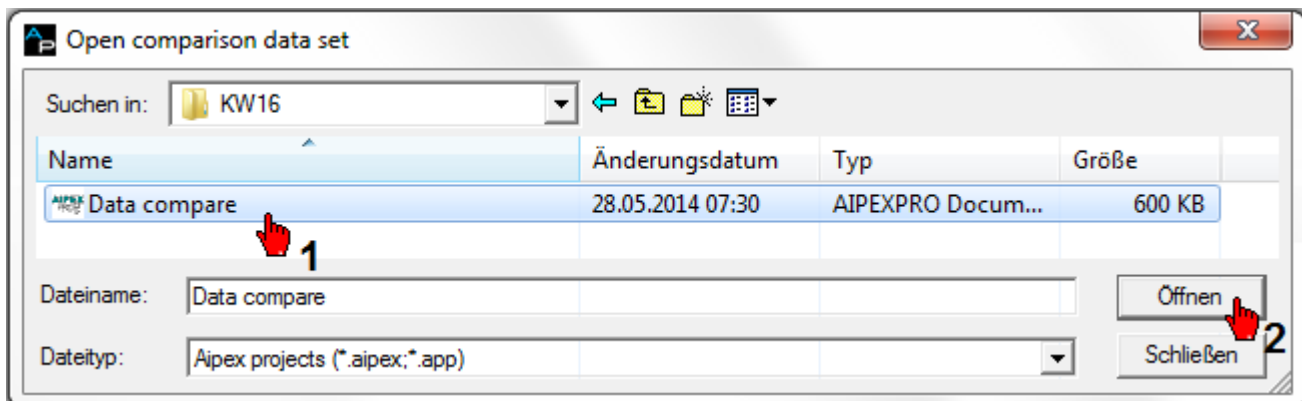 AP Open comparison data set
Suchen in: KW16
Name Änderungsdatum Typ Größe
Data compare 28.05.2014 07:30 AIPEXPRO Docum... 600 KB
1
Dateiname: Data compare Öffnen
2
Dateityp: Aipex projects (*.aipex;*.app) Schließen